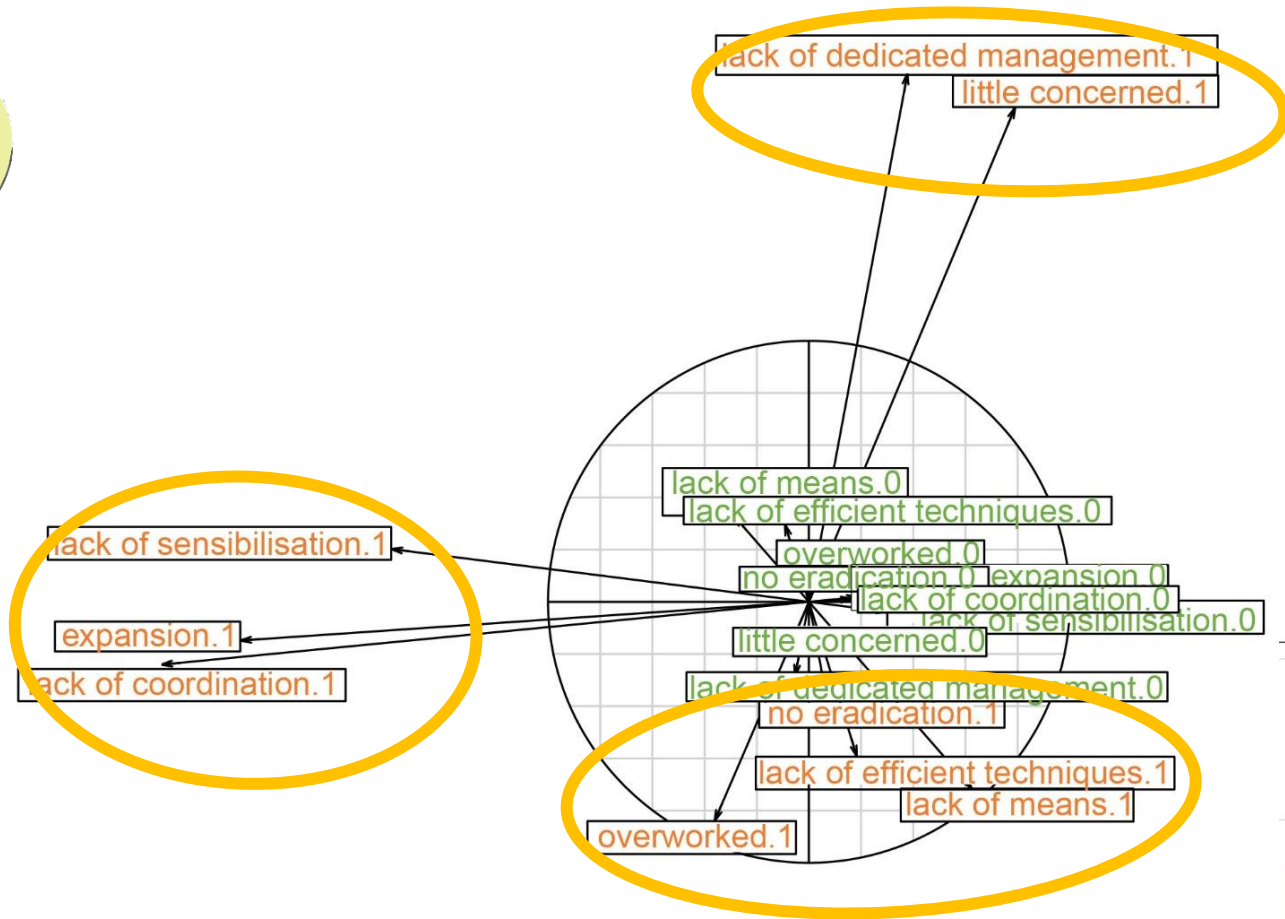 lack of dedicated management.1
little concerned.1
lack of means.0
lack of efficient techniques.0
lack of sensibilisation.1
overworked.0
no eradication.0
expansion.0
lack of coordination.0
lack of sensibilisation.0
expansion.1
little concerned.0
lack of coordination.1
lack of dedicated management.0
no eradication.1
lack of efficient techniques.1
lack of means.1
overworked.1